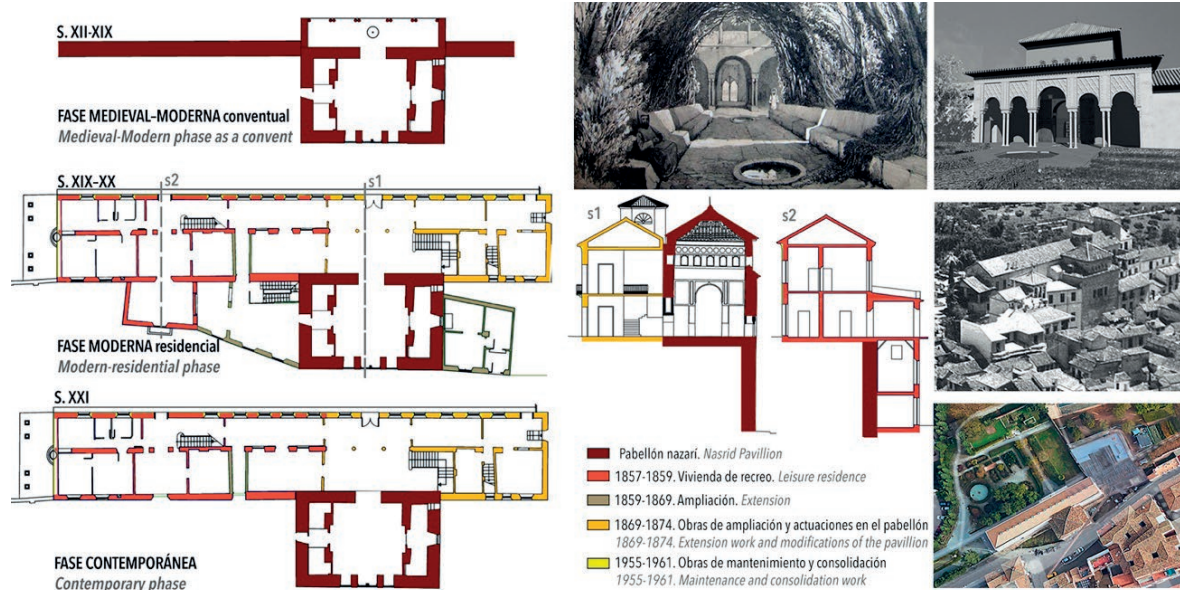 S. XII-XIX
FASE MEDIEVAL-MODERNA conventual
Medieval-Modern phase as a convent
S. XIX-XX
s2
s1
FASE MODERNA residencial
Modern-residential phase
S. XXI
FASE CONTEMPORÁNEA
Contemporary phase
s1
s2
Pabellón nazarí. Nasrid Pavillion
1857-1859. Vivienda de recreo. Leisure residence
1859-1869. Ampliación. Extension
1869-1874. Obras de ampliación y actuaciones en el pabellón
1869-1874. Extension work and modifications of the pavillion
1955-1961. Obras de mantenimiento y consolidación
1955-1961. Maintenance and consolidation work